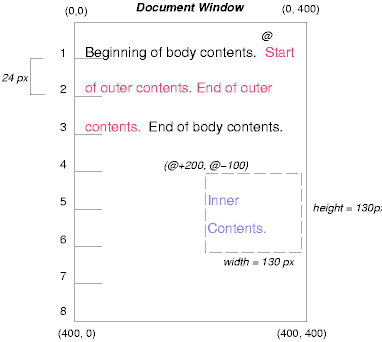 Document Window
(0,0) (0, 400)
@
1 Beginning of body contents. Start
24 px
2 of outer contents. End of outer
3 contents. End of body contents.
4 (@+200, @-100)
5 Inner
height = 130px
Contents.
6
width = 130 px
7
8
(400, 0) (400, 400)